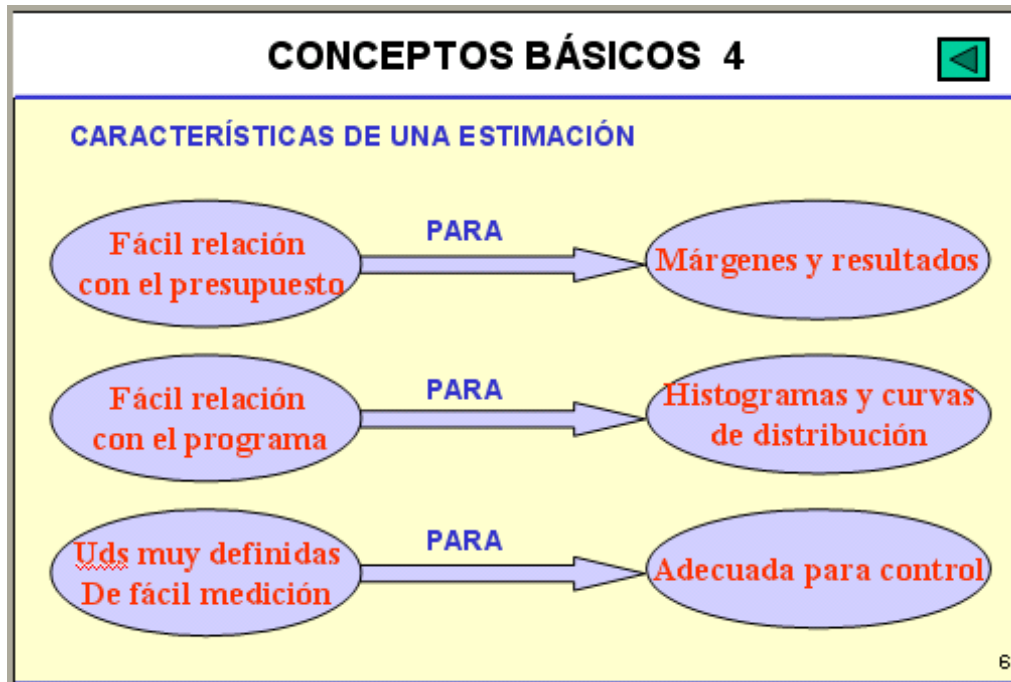 CONCEPTOS BÁSICOS 4
CARACTERÍSTICAS DE UNA ESTIMACIÓN
Fácil relación
con el presupuesto
PARA
Márgenes y resultados
Fácil relación
con el programa
PARA
Histogramas y curvas
de distribución
Uds muy definidas
De fácil medición
PARA
Adecuada para control
6